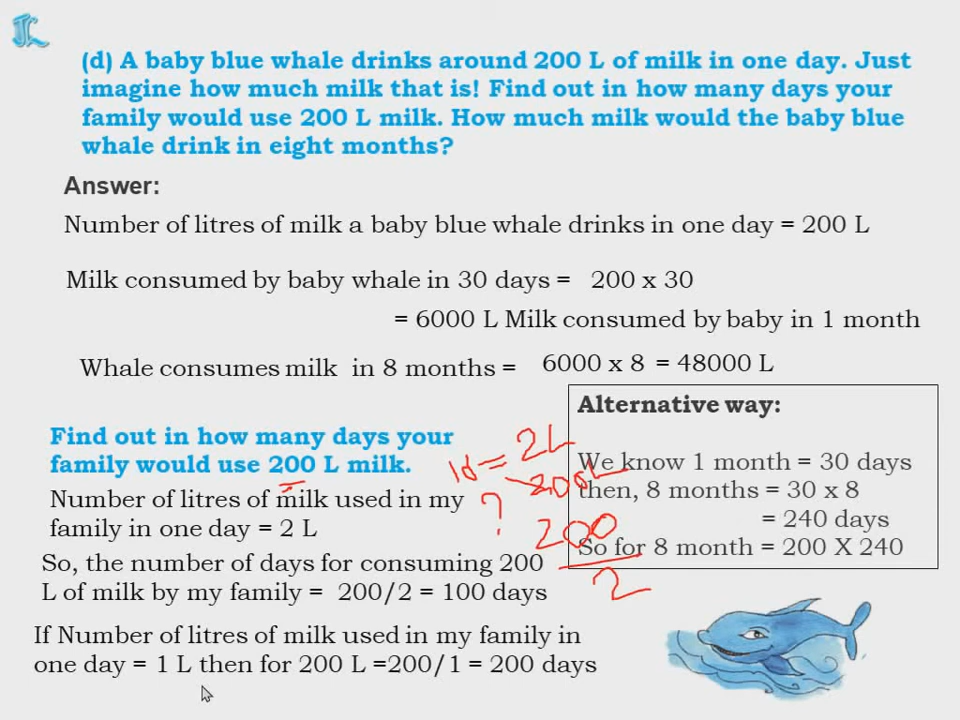 JL
(d) A baby blue whale drinks around 200 L of milk in one day. Just
imagine how much milk that is! Find out in how many days your
family would use 200 L milk. How much milk would the baby blue
whale drink in eight months?
Answer:
Number of litres of milk a baby blue whale drinks in one day = 200 L
Milk consumed by baby whale in 30 days = 200 x 30
= 6000 L Milk consumed by baby in 1 month
Whale consumes milk in 8 months = 6000 x 8 = 48000 L
Find out in how many days your
family would use 200 L milk.
Number of litres of milk used in my
family in one day = 2 L
So, the number of days for consuming 200
L of milk by my family = 200/2 = 100 days
If Number of litres of milk used in my family in
one day = 1 L then for 200 L =200/1 = 200 days
1d = 2L
? 200L
200
2
Alternative way:
We know 1 month = 30 days
then, 8 months = 30 x 8
= 240 days
So for 8 month = 200 X 240